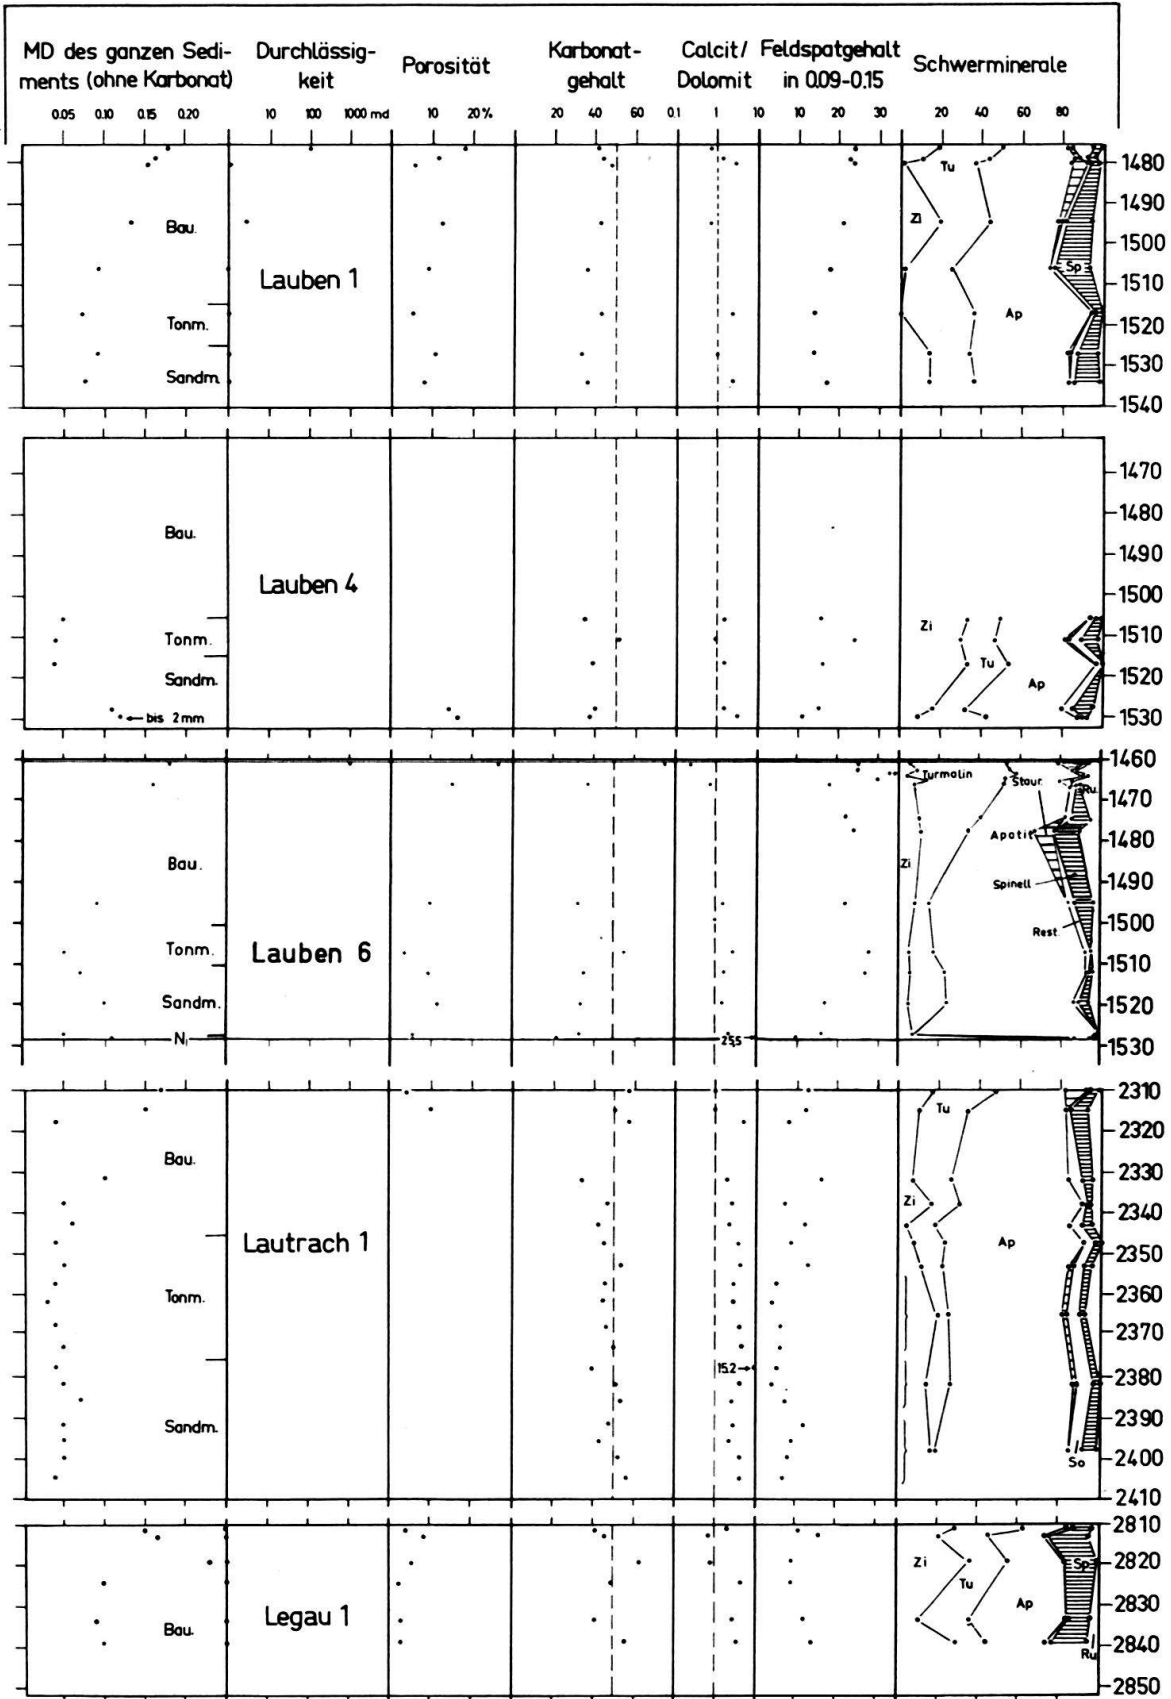 MD des ganzen Sedi-
ments (ohne Karbonat)
Durchlässig-
keit
Porosität
Karbonat-
gehalt
Calcit/
Dolomit
Feldspatgehalt
in 0.09-0.15
Schwerminerale
0.05 0.10 0.15 0.20
10 100 1000 md
10 20%
20 40 60
0.1 1 10
10 20 30
20 40 60 80
Bau.
Tonm.
Sandm.
Lauben 1
Zi
Tu
Ap
Sp
1480
1490
1500
1510
1520
1530
1540
Bau.
Tonm.
Sandm.
bis 2mm
Lauben 4
Zi
Tu
Ap
1470
1480
1490
1500
1510
1520
1530
Bau.
Tonm.
Sandm.
N
Lauben 6
25,5
Turmalin
Staur.
Ru.
Apatit
Zi
Spinell
Rest.
1460
1470
1480
1490
1500
1510
1520
1530
Bau.
Tonm.
Sandm.
Lautrach 1
15.2
Tu
Zi
Ap
So
2310
2320
2330
2340
2350
2360
2370
2380
2390
2400
2410
Bau.
Legau 1
Zi
Tu
Ap
Sp
Ru
2810
2820
2830
2840
2850